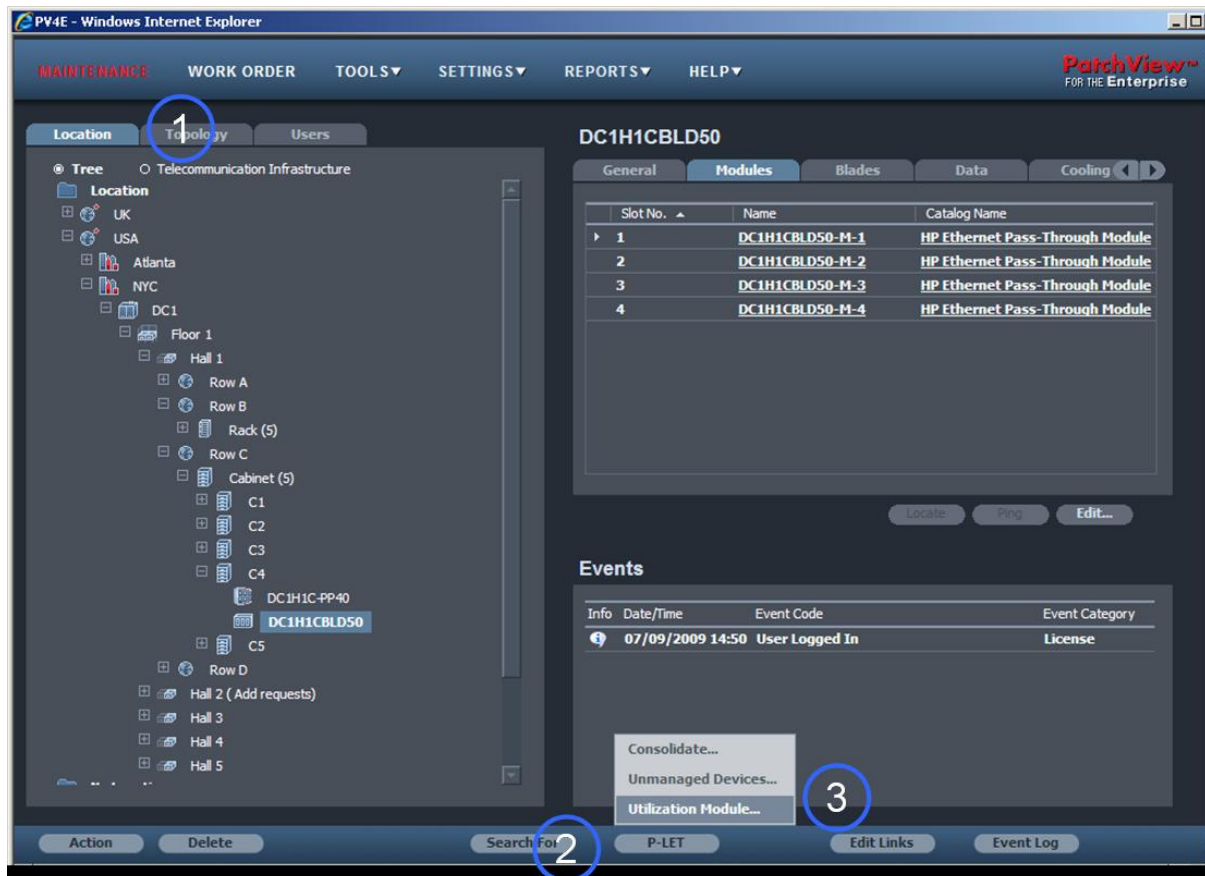 PV4E - Windows Internet Explorer
MAINTENANCE WORK ORDER TOOLS▼ SETTINGS▼ REPORTS▼ HELP▼
PatchView™
FOR THE Enterprise
1
Location Topology Users
Tree Telecommunication Infrastructure
Location
UK
USA
Atlanta
NYC
DC1
Floor 1
Hall 1
Row A
Row B
Rack (5)
Row C
Cabinet (5)
C1
C2
C3
C4
DC1H1C-PP40
DC1H1CBLD50
C5
Row D
Hall 2 ( Add requests)
Hall 3
Hall 4
Hall 5
DC1H1CBLD50
General Modules Blades Data Cooling
Slot No. Name Catalog Name
1 DC1H1CBLD50-M-1 HP Ethernet Pass-Through Module
2 DC1H1CBLD50-M-2 HP Ethernet Pass-Through Module
3 DC1H1CBLD50-M-3 HP Ethernet Pass-Through Module
4 DC1H1CBLD50-M-4 HP Ethernet Pass-Through Module
Locate Ping Edit...
Events
Info Date/Time Event Code Event Category
07/09/2009 14:50 User Logged In License
Consolidate...
Unmanaged Devices...
Utilization Module...
3
Action Delete Search For 2 P-LET Edit Links Event Log